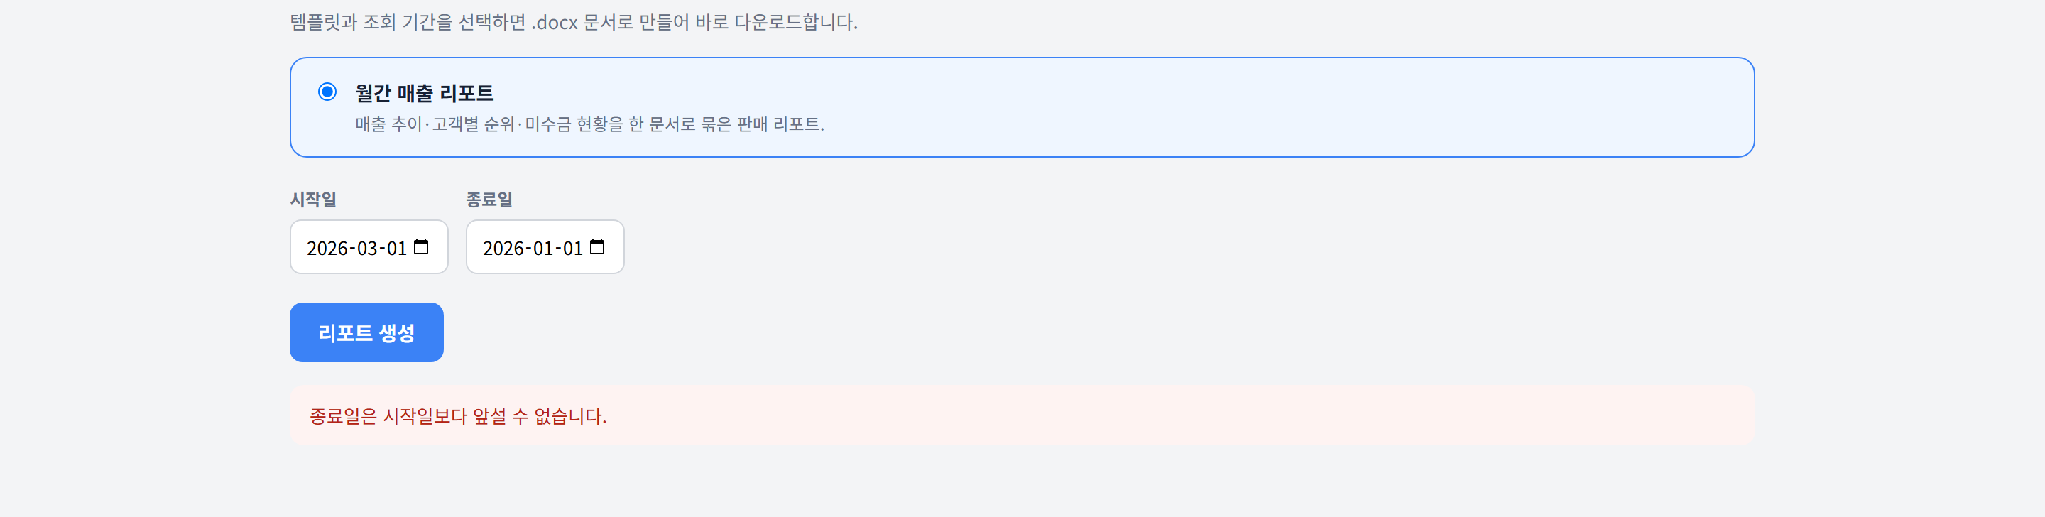 템플릿과 조회 기간을 선택하면 .docx 문서로 만들어 바로 다운로드합니다.
월간 매출 리포트
매출 추이·고객별 순위·미수금 현황을 한 문서로 묶은 판매 리포트.
시작일 종료일
2026-03-01 2026-01-01
리포트 생성
종료일은 시작일보다 앞설 수 없습니다.